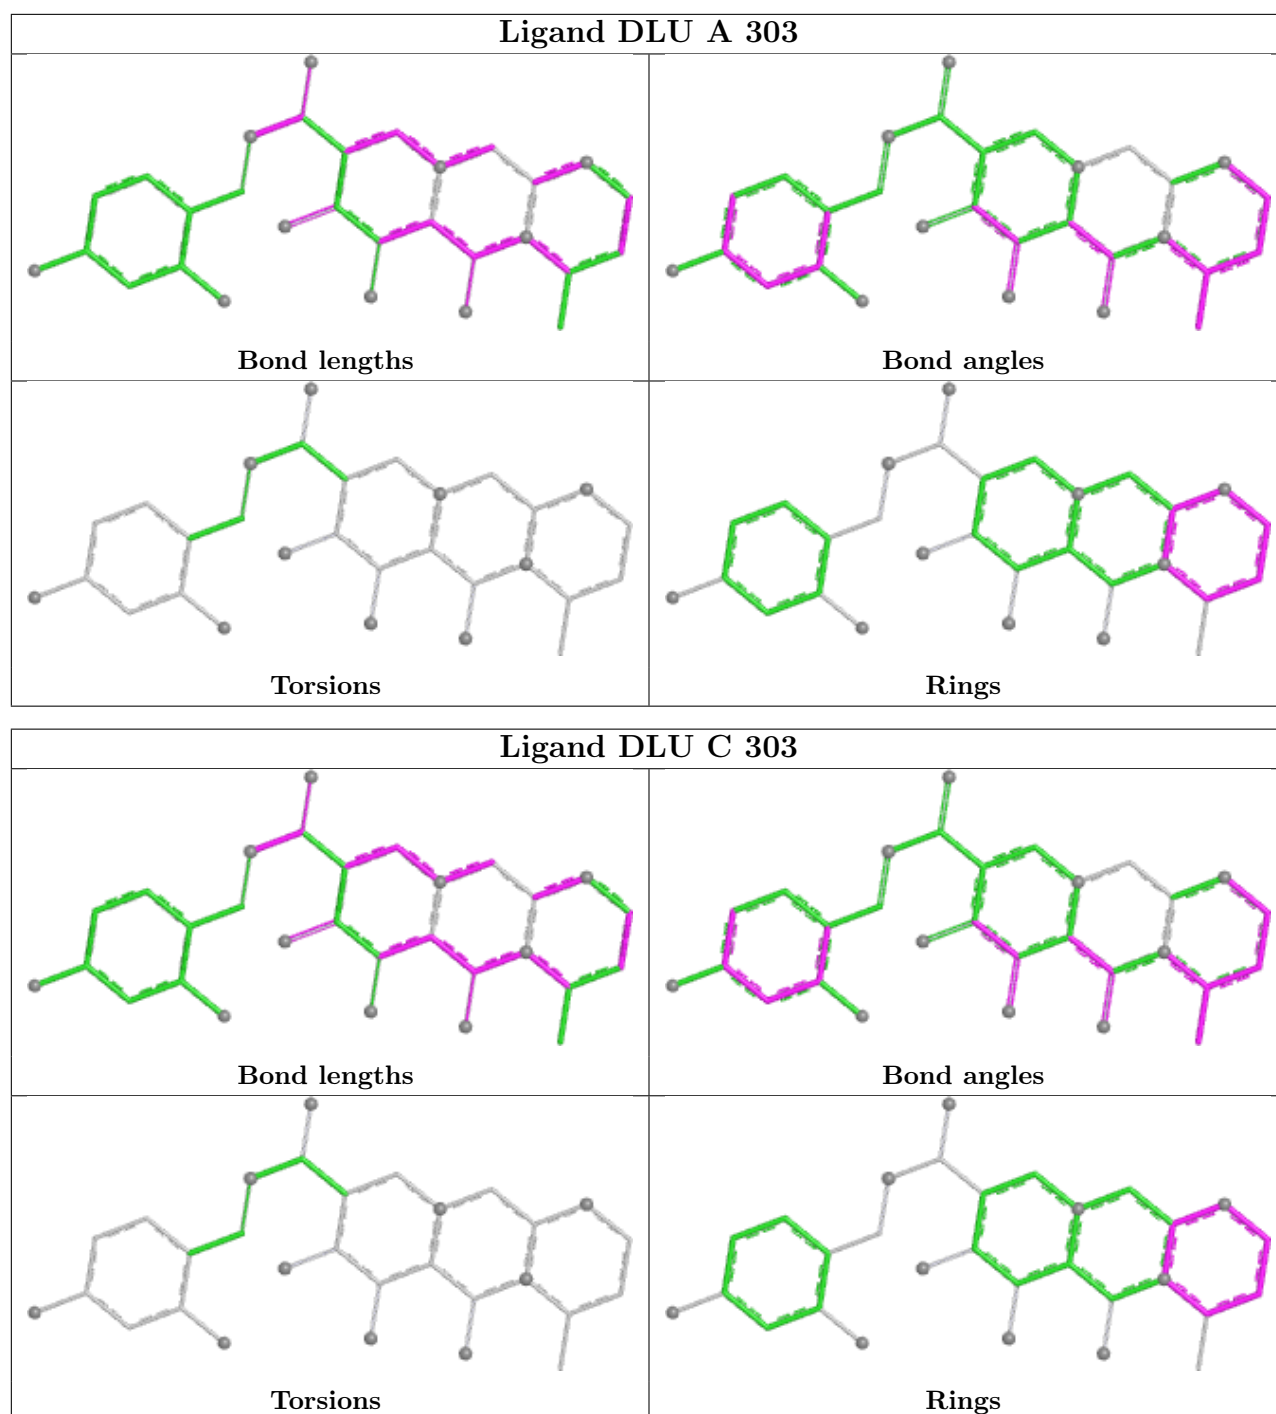 Ligand DLU A 303
Bond lengths
Bond angles
Torsions
Rings
Ligand DLU C 303
Bond lengths
Bond angles
Torsions
Rings